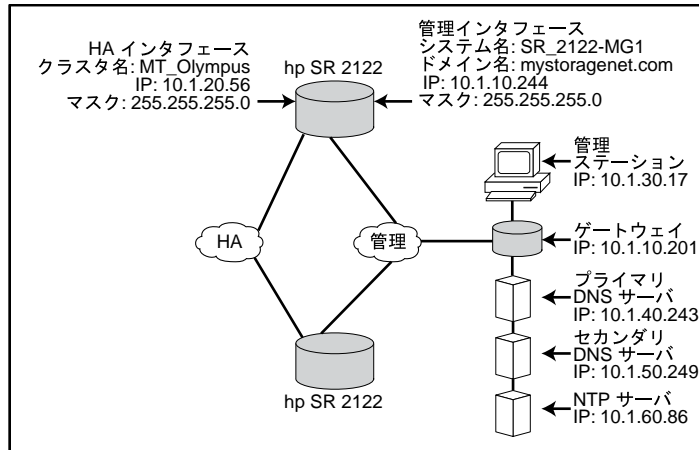 HA インタフェース
クラスタ名: MT_Olympus
IP: 10.1.20.56
マスク: 255.255.255.0
hp SR 2122
管理インタフェース
システム名: SR_2122-MG1
ドメイン名: mystoragenet.com
IP: 10.1.10.244
マスク: 255.255.255.0
管理
ステーション
IP: 10.1.30.17
HA
管理
ゲートウェイ
IP: 10.1.10.201
プライマリ
DNS サーバ
IP: 10.1.40.243
セカンダリ
DNS サーバ
IP: 10.1.50.249
hp SR 2122
NTP サーバ
IP: 10.1.60.86